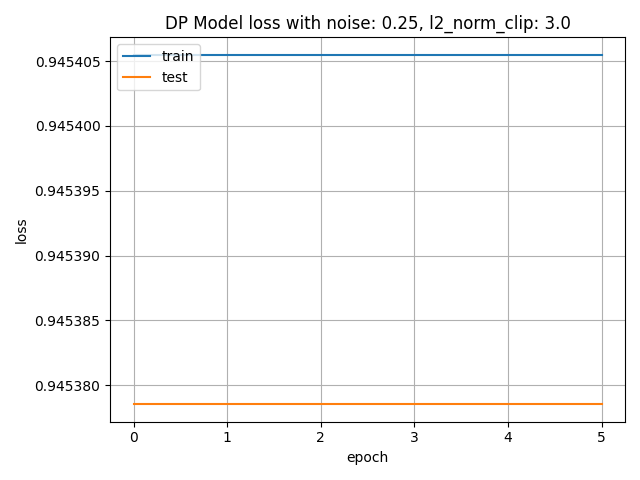 DP Model loss with noise: 0.25, l2_norm_clip: 3.0
train
test
0.945405
0.945400
0.945395
0.945390
0.945385
0.945380
loss
0 1 2 3 4 5
epoch